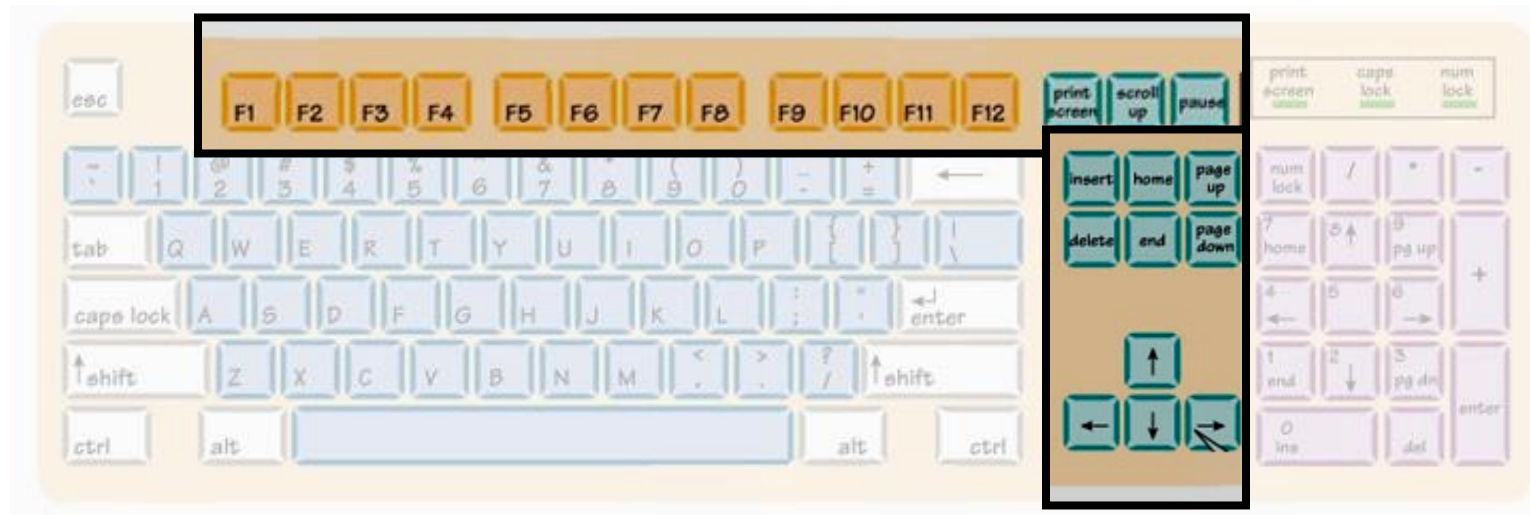 esc F1 F2 F3 F4 F5 F6 F7 F8 F9 F10 F11 F12 print screen scroll up pause print screen caps lock num lock
~ ` ! 1 @ 2 # 3 $ 4 % 5 ^ 6 & 7 * 8 ( 9 ) 0 _ - + = ← insert home page up num lock / * -
tab Q W E R T Y U I O P { [ } ] | \ delete end page down 7 home 8 ↑ 9 pg up +
caps lock A S D F G H J K L : ; " ' ↵ enter 4 ← 5 6 →
↑ shift Z X C V B N M < , > . ? / ↑ shift ↑ 1 end 2 ↓ 3 pg dn enter
ctrl alt alt ctrl ← ↓ → 0 ins . del